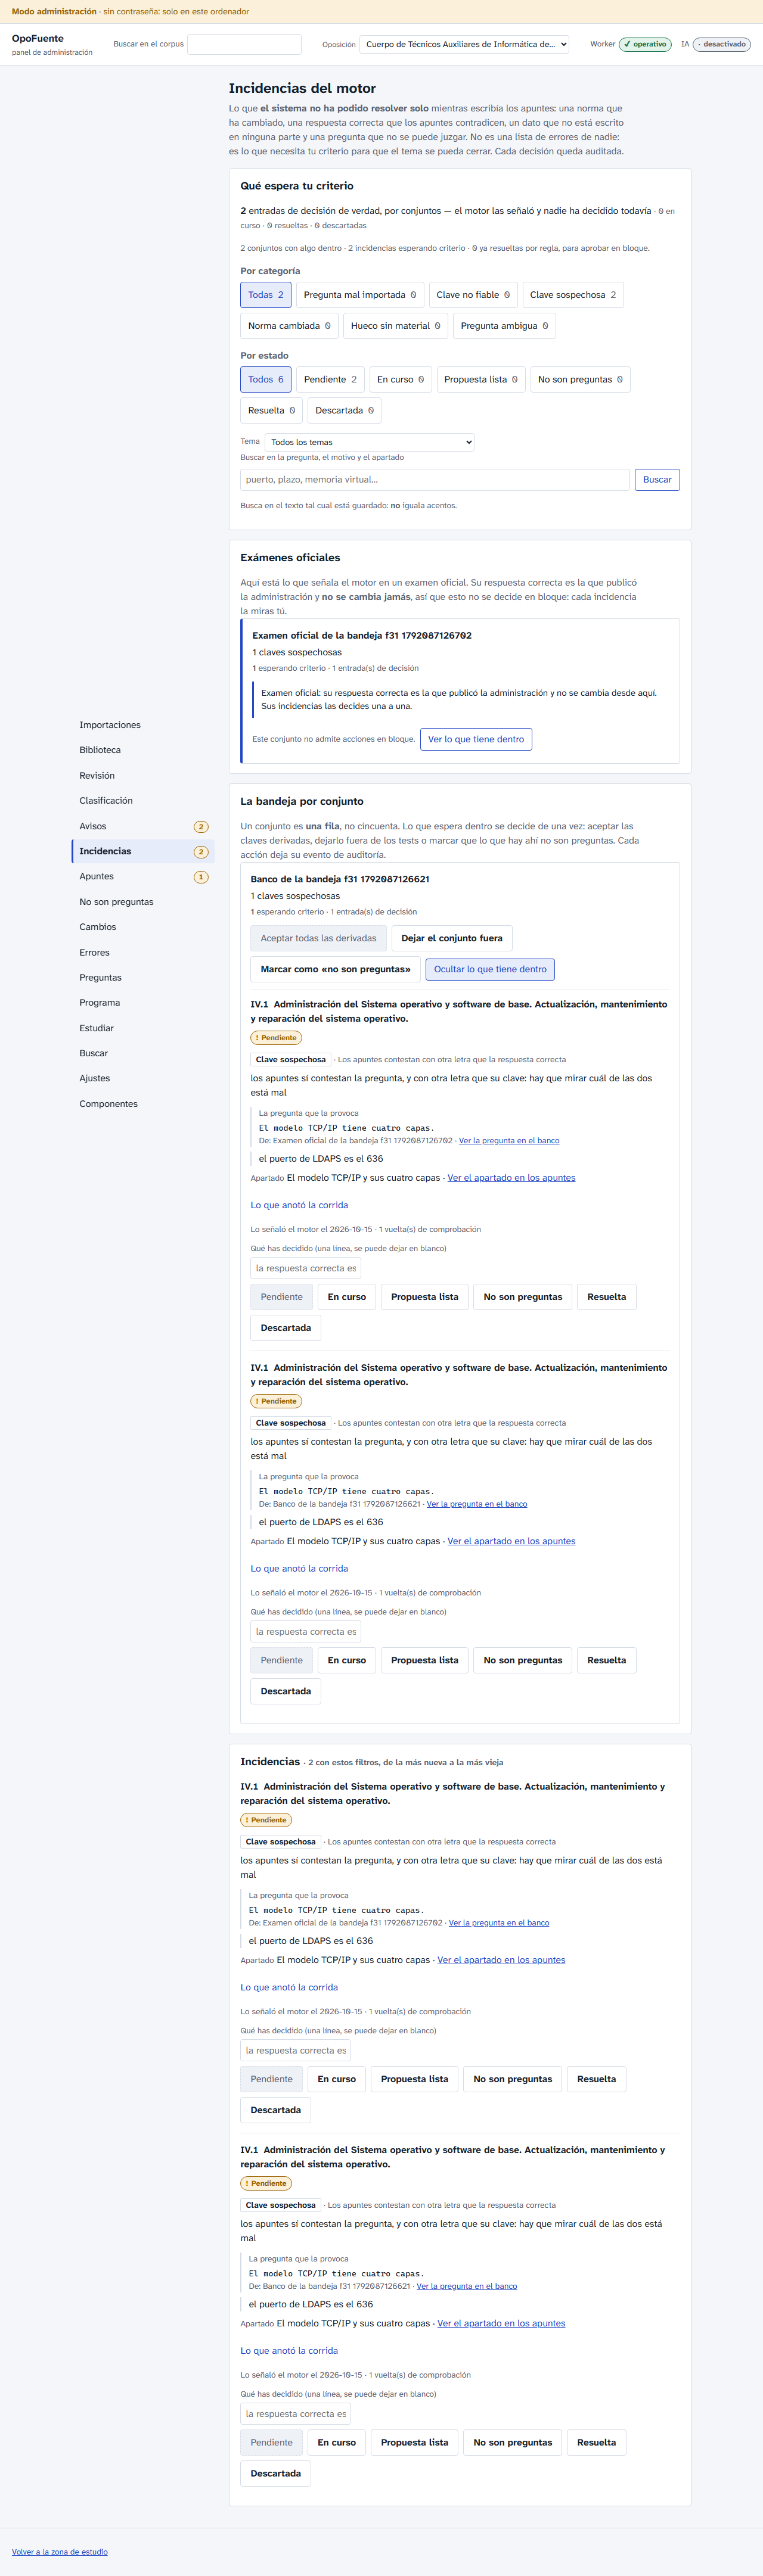 Modo administración · sin contraseña: solo en este ordenador
OpoFuente
panel de administración
Buscar en el corpus
Oposición
Cuerpo de Técnicos Auxiliares de Informática de...
Worker
✓ operativo
IA
· desactivado
Importaciones
Biblioteca
Revisión
Clasificación
Avisos 2
Incidencias 2
Apuntes 1
No son preguntas
Cambios
Errores
Preguntas
Programa
Estudiar
Buscar
Ajustes
Componentes
Incidencias del motor
Lo que el sistema no ha podido resolver solo mientras escribía los apuntes: una norma que
ha cambiado, una respuesta correcta que los apuntes contradicen, un dato que no está escrito
en ninguna parte y una pregunta que no se puede juzgar. No es una lista de errores de nadie:
es lo que necesita tu criterio para que el tema se pueda cerrar. Cada decisión queda auditada.
Qué espera tu criterio
2 entradas de decisión de verdad, por conjuntos — el motor las señaló y nadie ha decidido todavía · 0 en
curso · 0 resueltas · 0 descartadas
2 conjuntos con algo dentro · 2 incidencias esperando criterio · 0 ya resueltas por regla, para aprobar en bloque.
Por categoría
Todas 2
Pregunta mal importada 0
Clave no fiable 0
Clave sospechosa 2
Norma cambiada 0
Hueco sin material 0
Pregunta ambigua 0
Por estado
Todos 6
Pendiente 2
En curso 0
Propuesta lista 0
No son preguntas 0
Resuelta 0
Descartada 0
Tema
Todos los temas
Buscar en la pregunta, el motivo y el apartado
puerto, plazo, memoria virtual...
Buscar
Busca en el texto tal cual está guardado: no iguala acentos.
Exámenes oficiales
Aquí está lo que señala el motor en un examen oficial. Su respuesta correcta es la que publicó
la administración y no se cambia jamás, así que esto no se decide en bloque: cada incidencia
la miras tú.
Examen oficial de la bandeja f31 1792087126702
1 claves sospechosas
1 esperando criterio · 1 entrada(s) de decisión
Examen oficial: su respuesta correcta es la que publicó la administración y no se cambia desde aquí.
Sus incidencias las decides una a una.
Este conjunto no admite acciones en bloque.
Ver lo que tiene dentro
La bandeja por conjunto
Un conjunto es una fila, no cincuenta. Lo que espera dentro se decide de una vez: aceptar las
claves derivadas, dejarlo fuera de los tests o marcar que lo que hay ahí no son preguntas. Cada
acción deja su evento de auditoría.
Banco de la bandeja f31 1792087126621
1 claves sospechosas
1 esperando criterio · 1 entrada(s) de decisión
Aceptar todas las derivadas
Dejar el conjunto fuera
Marcar como «no son preguntas»
Ocultar lo que tiene dentro
IV.1 Administración del Sistema operativo y software de base. Actualización, mantenimiento
y reparación del sistema operativo.
! Pendiente
Clave sospechosa · Los apuntes contestan con otra letra que la respuesta correcta
los apuntes sí contestan la pregunta, y con otra letra que su clave: hay que mirar cuál de las dos
está mal
La pregunta que la provoca
El modelo TCP/IP tiene cuatro capas.
De: Examen oficial de la bandeja f31 1792087126702 · Ver la pregunta en el banco
el puerto de LDAPS es el 636
Apartado El modelo TCP/IP y sus cuatro capas · Ver el apartado en los apuntes
Lo que anotó la corrida
Lo señaló el motor el 2026-10-15 · 1 vuelta(s) de comprobación
Qué has decidido (una línea, se puede dejar en blanco)
la respuesta correcta es
Pendiente
En curso
Propuesta lista
No son preguntas
Resuelta
Descartada
IV.1 Administración del Sistema operativo y software de base. Actualización, mantenimiento
y reparación del sistema operativo.
! Pendiente
Clave sospechosa · Los apuntes contestan con otra letra que la respuesta correcta
los apuntes sí contestan la pregunta, y con otra letra que su clave: hay que mirar cuál de las dos
está mal
La pregunta que la provoca
El modelo TCP/IP tiene cuatro capas.
De: Banco de la bandeja f31 1792087126621 · Ver la pregunta en el banco
el puerto de LDAPS es el 636
Apartado El modelo TCP/IP y sus cuatro capas · Ver el apartado en los apuntes
Lo que anotó la corrida
Lo señaló el motor el 2026-10-15 · 1 vuelta(s) de comprobación
Qué has decidido (una línea, se puede dejar en blanco)
la respuesta correcta es
Pendiente
En curso
Propuesta lista
No son preguntas
Resuelta
Descartada
Incidencias · 2 con estos filtros, de la más nueva a la más vieja
IV.1 Administración del Sistema operativo y software de base. Actualización, mantenimiento y
reparación del sistema operativo.
! Pendiente
Clave sospechosa · Los apuntes contestan con otra letra que la respuesta correcta
los apuntes sí contestan la pregunta, y con otra letra que su clave: hay que mirar cuál de las dos está
mal
La pregunta que la provoca
El modelo TCP/IP tiene cuatro capas.
De: Examen oficial de la bandeja f31 1792087126702 · Ver la pregunta en el banco
el puerto de LDAPS es el 636
Apartado El modelo TCP/IP y sus cuatro capas · Ver el apartado en los apuntes
Lo que anotó la corrida
Lo señaló el motor el 2026-10-15 · 1 vuelta(s) de comprobación
Qué has decidido (una línea, se puede dejar en blanco)
la respuesta correcta es
Pendiente
En curso
Propuesta lista
No son preguntas
Resuelta
Descartada
IV.1 Administración del Sistema operativo y software de base. Actualización, mantenimiento y
reparación del sistema operativo.
! Pendiente
Clave sospechosa · Los apuntes contestan con otra letra que la respuesta correcta
los apuntes sí contestan la pregunta, y con otra letra que su clave: hay que mirar cuál de las dos está
mal
La pregunta que la provoca
El modelo TCP/IP tiene cuatro capas.
De: Banco de la bandeja f31 1792087126621 · Ver la pregunta en el banco
el puerto de LDAPS es el 636
Apartado El modelo TCP/IP y sus cuatro capas · Ver el apartado en los apuntes
Lo que anotó la corrida
Lo señaló el motor el 2026-10-15 · 1 vuelta(s) de comprobación
Qué has decidido (una línea, se puede dejar en blanco)
la respuesta correcta es
Pendiente
En curso
Propuesta lista
No son preguntas
Resuelta
Descartada
Volver a la zona de estudio